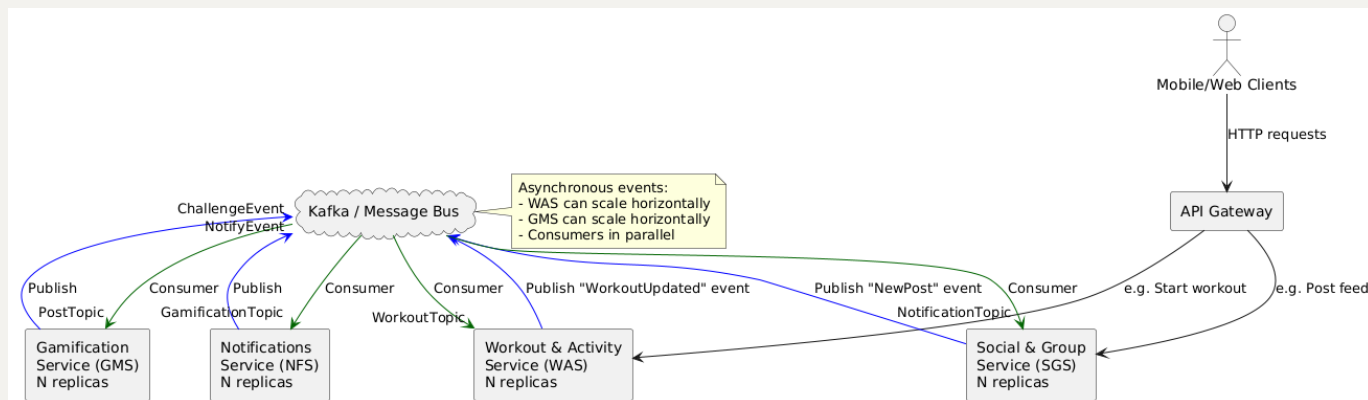 Mobile/Web Clients
HTTP requests
Asynchronous events:
- WAS can scale horizontally
- GMS can scale horizontally
- Consumers in parallel
Kafka / Message Bus
API Gateway
ChallengeEvent
NotifyEvent
Publish
Consumer
Publish
Consumer
Consumer
Publish "WorkoutUpdated" event
Publish "NewPost" event
Consumer
e.g. Start workout
e.g. Post feed
PostTopic
GamificationTopic
WorkoutTopic
NotificationTopic
Gamification
Service (GMS)
N replicas
Notifications
Service (NFS)
N replicas
Workout & Activity
Service (WAS)
N replicas
Social & Group
Service (SGS)
N replicas